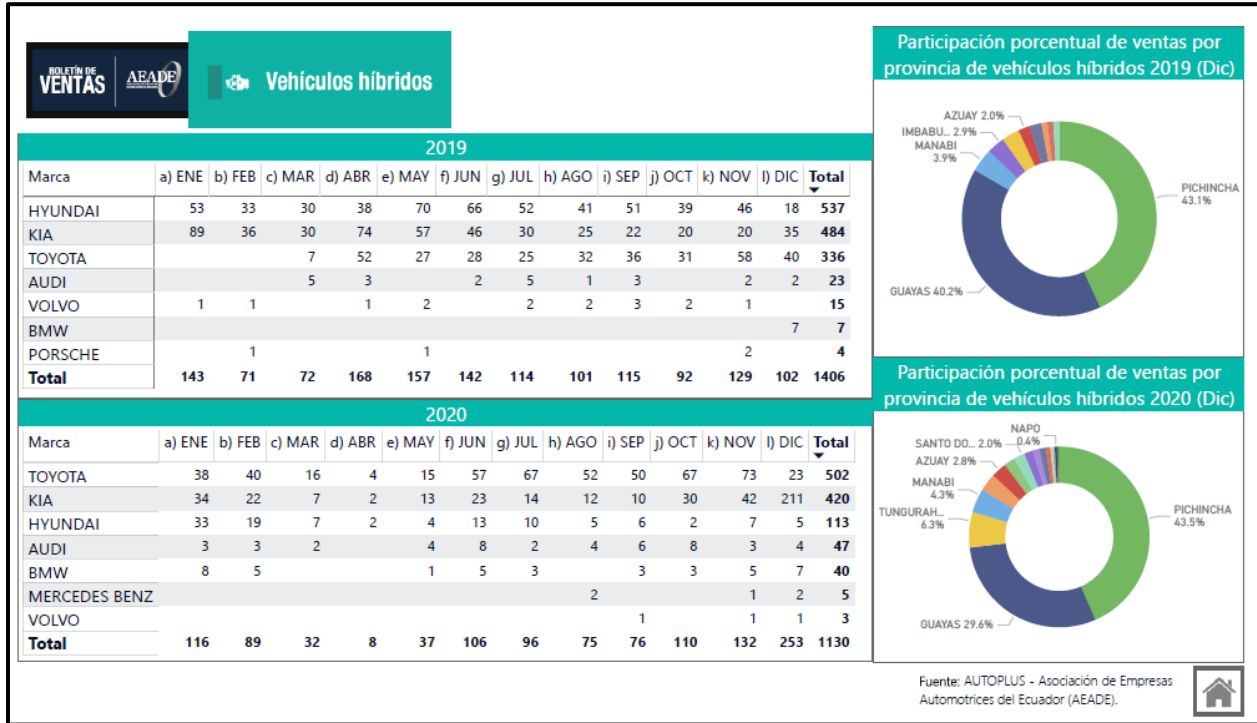 BOLETÍN DE
VENTAS
AEADE
Vehículos híbridos
2019
Marca a) ENE b) FEB c) MAR d) ABR e) MAY f) JUN g) JUL h) AGO i) SEP j) OCT k) NOV l) DIC Total
HYUNDAI 53 33 30 38 70 66 52 41 51 39 46 18 537
KIA 89 36 30 74 57 46 30 25 22 20 20 35 484
TOYOTA 7 52 27 28 25 32 36 31 58 40 336
AUDI 5 3 2 5 1 3 2 2 23
VOLVO 1 1 1 2 2 2 3 2 1 15
BMW 7 7
PORSCHE 1 1 2 4
Total 143 71 72 168 157 142 114 101 115 92 129 102 1406
2020
Marca a) ENE b) FEB c) MAR d) ABR e) MAY f) JUN g) JUL h) AGO i) SEP j) OCT k) NOV l) DIC Total
TOYOTA 38 40 16 4 15 57 67 52 50 67 73 23 502
KIA 34 22 7 2 13 23 14 12 10 30 42 211 420
HYUNDAI 33 19 7 2 4 13 10 5 6 2 7 5 113
AUDI 3 3 2 4 8 2 4 6 8 3 4 47
BMW 8 5 1 5 3 3 3 5 7 40
MERCEDES BENZ 2 1 2 5
VOLVO 1 1 1 3
Total 116 89 32 8 37 106 96 75 76 110 132 253 1130
Participación porcentual de ventas por
provincia de vehículos híbridos 2019 (Dic)
AZUAY 2.0%
IMBABU... 2.9%
MANABI
3.9%
PICHINCHA
43.1%
GUAYAS 40.2%
Participación porcentual de ventas por
provincia de vehículos híbridos 2020 (Dic)
NAPO
0.4%
SANTO DO... 2.0%
AZUAY 2.8%
MANABI
4.3%
TUNGURAH...
6.3%
PICHINCHA
43.5%
GUAYAS 29.6%
Fuente: AUTOPLUS - Asociación de Empresas
Automotrices del Ecuador (AEADE).